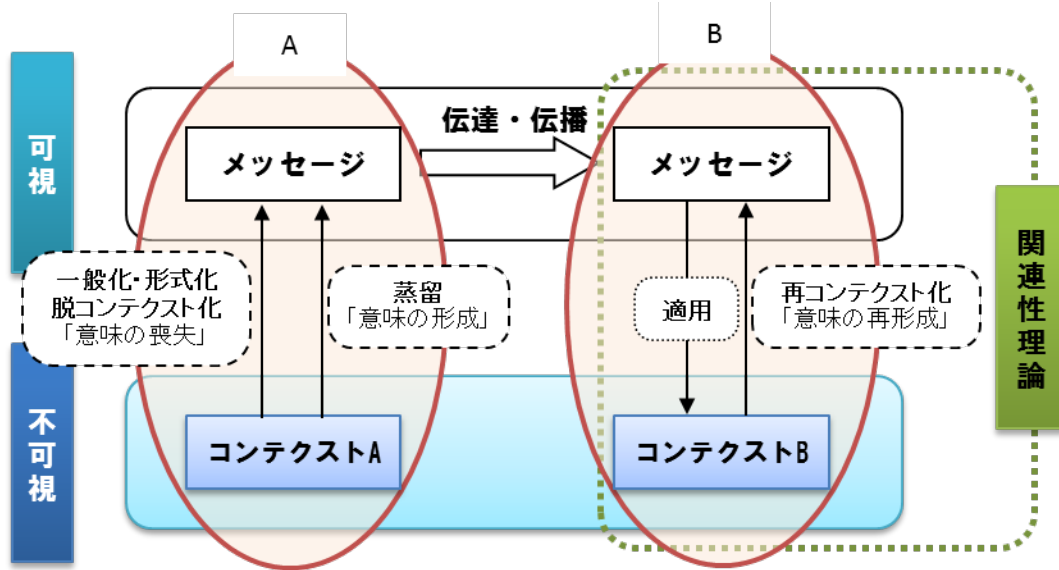 A
B
可視
伝達・伝播
メッセージ
メッセージ
一般化・形式化
脱コンテクスト化
「意味の喪失」
蒸留
「意味の形成」
適用
再コンテクスト化
「意味の再形成」
関連性理論
不可視
コンテクストA
コンテクストB